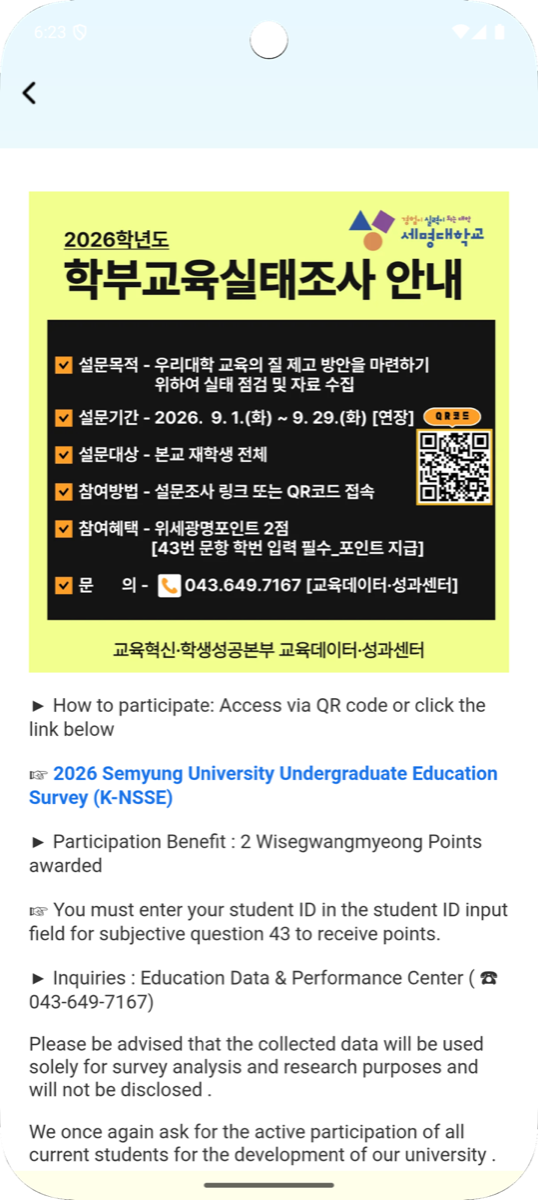 6:23
경험이 실력이 되는 대학
세명대학교
2026학년도
학부교육실태조사 안내
설문목적 - 우리대학 교육의 질 제고 방안을 마련하기
위하여 실태 점검 및 자료 수집
설문기간 - 2026. 9. 1.(화) ~ 9. 29.(화) [연장]
QR코드
설문대상 - 본교 재학생 전체
참여방법 - 설문조사 링크 또는 QR코드 접속
참여혜택 - 위세광명포인트 2점
[43번 문항 학번 입력 필수_포인트 지급]
문 의 - 043.649.7167 [교육데이터·성과센터]
교육혁신·학생성공본부 교육데이터·성과센터
► How to participate: Access via QR code or click the
link below
☞ 2026 Semyung University Undergraduate Education
Survey (K-NSSE)
► Participation Benefit : 2 Wisegwangmyeong Points
awarded
☞ You must enter your student ID in the student ID input
field for subjective question 43 to receive points.
► Inquiries : Education Data & Performance Center ( ☎
043-649-7167)
Please be advised that the collected data will be used
solely for survey analysis and research purposes and
will not be disclosed .
We once again ask for the active participation of all
current students for the development of our university .